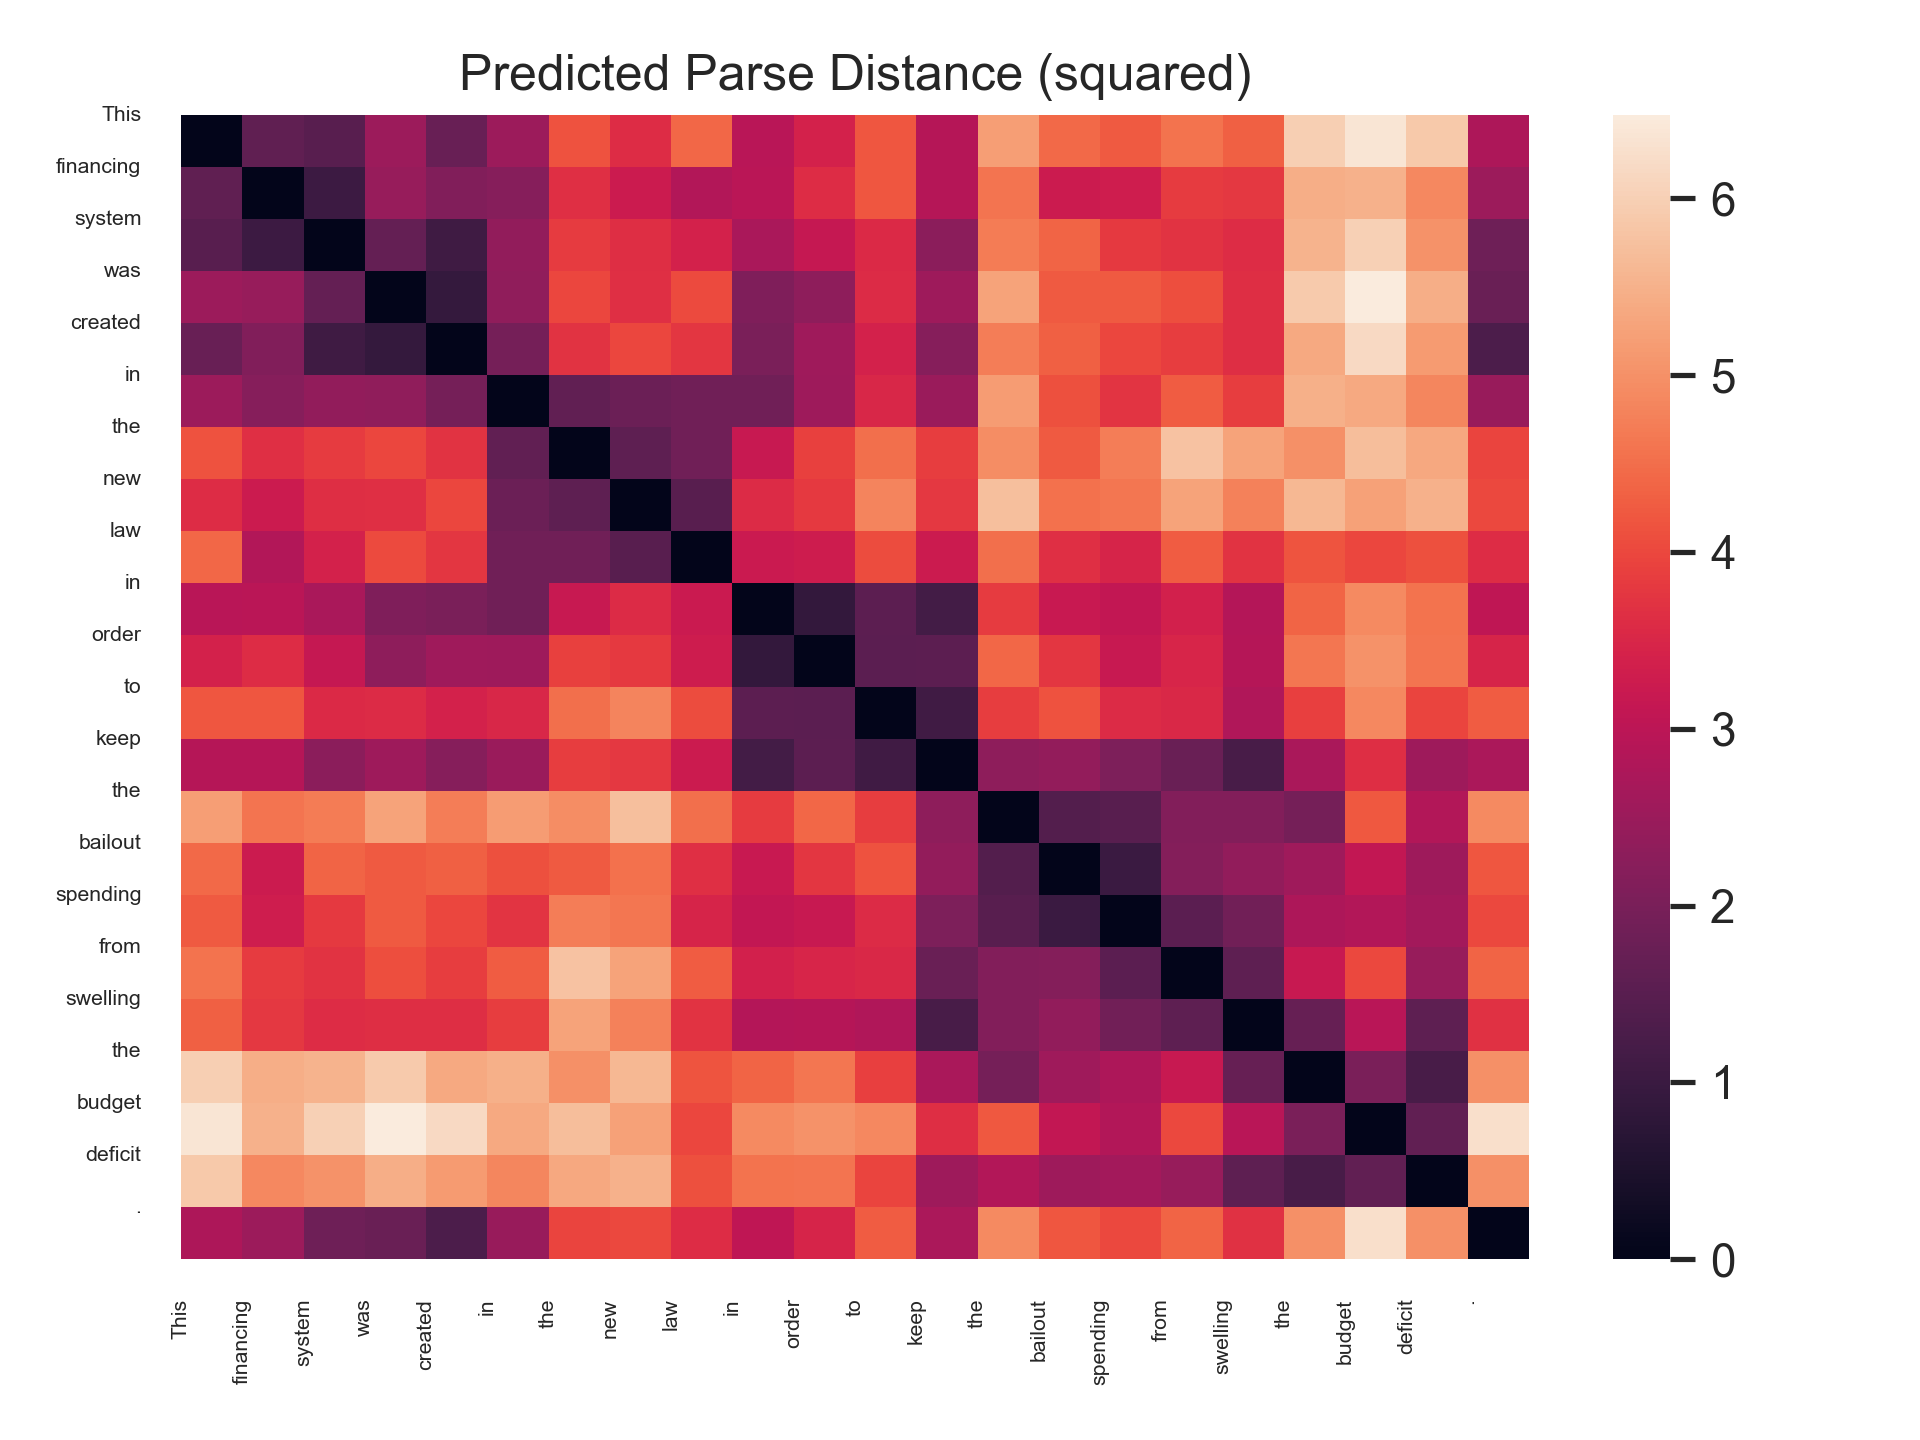 Predicted Parse Distance (squared)
This
financing
system
was
created
in
the
new
law
in
order
to
keep
the
bailout
spending
from
swelling
the
budget
deficit
.
6
5
4
3
2
1
0
This
financing
system
was
created
in
the
new
law
in
order
to
keep
the
bailout
spending
from
swelling
the
budget
deficit
.